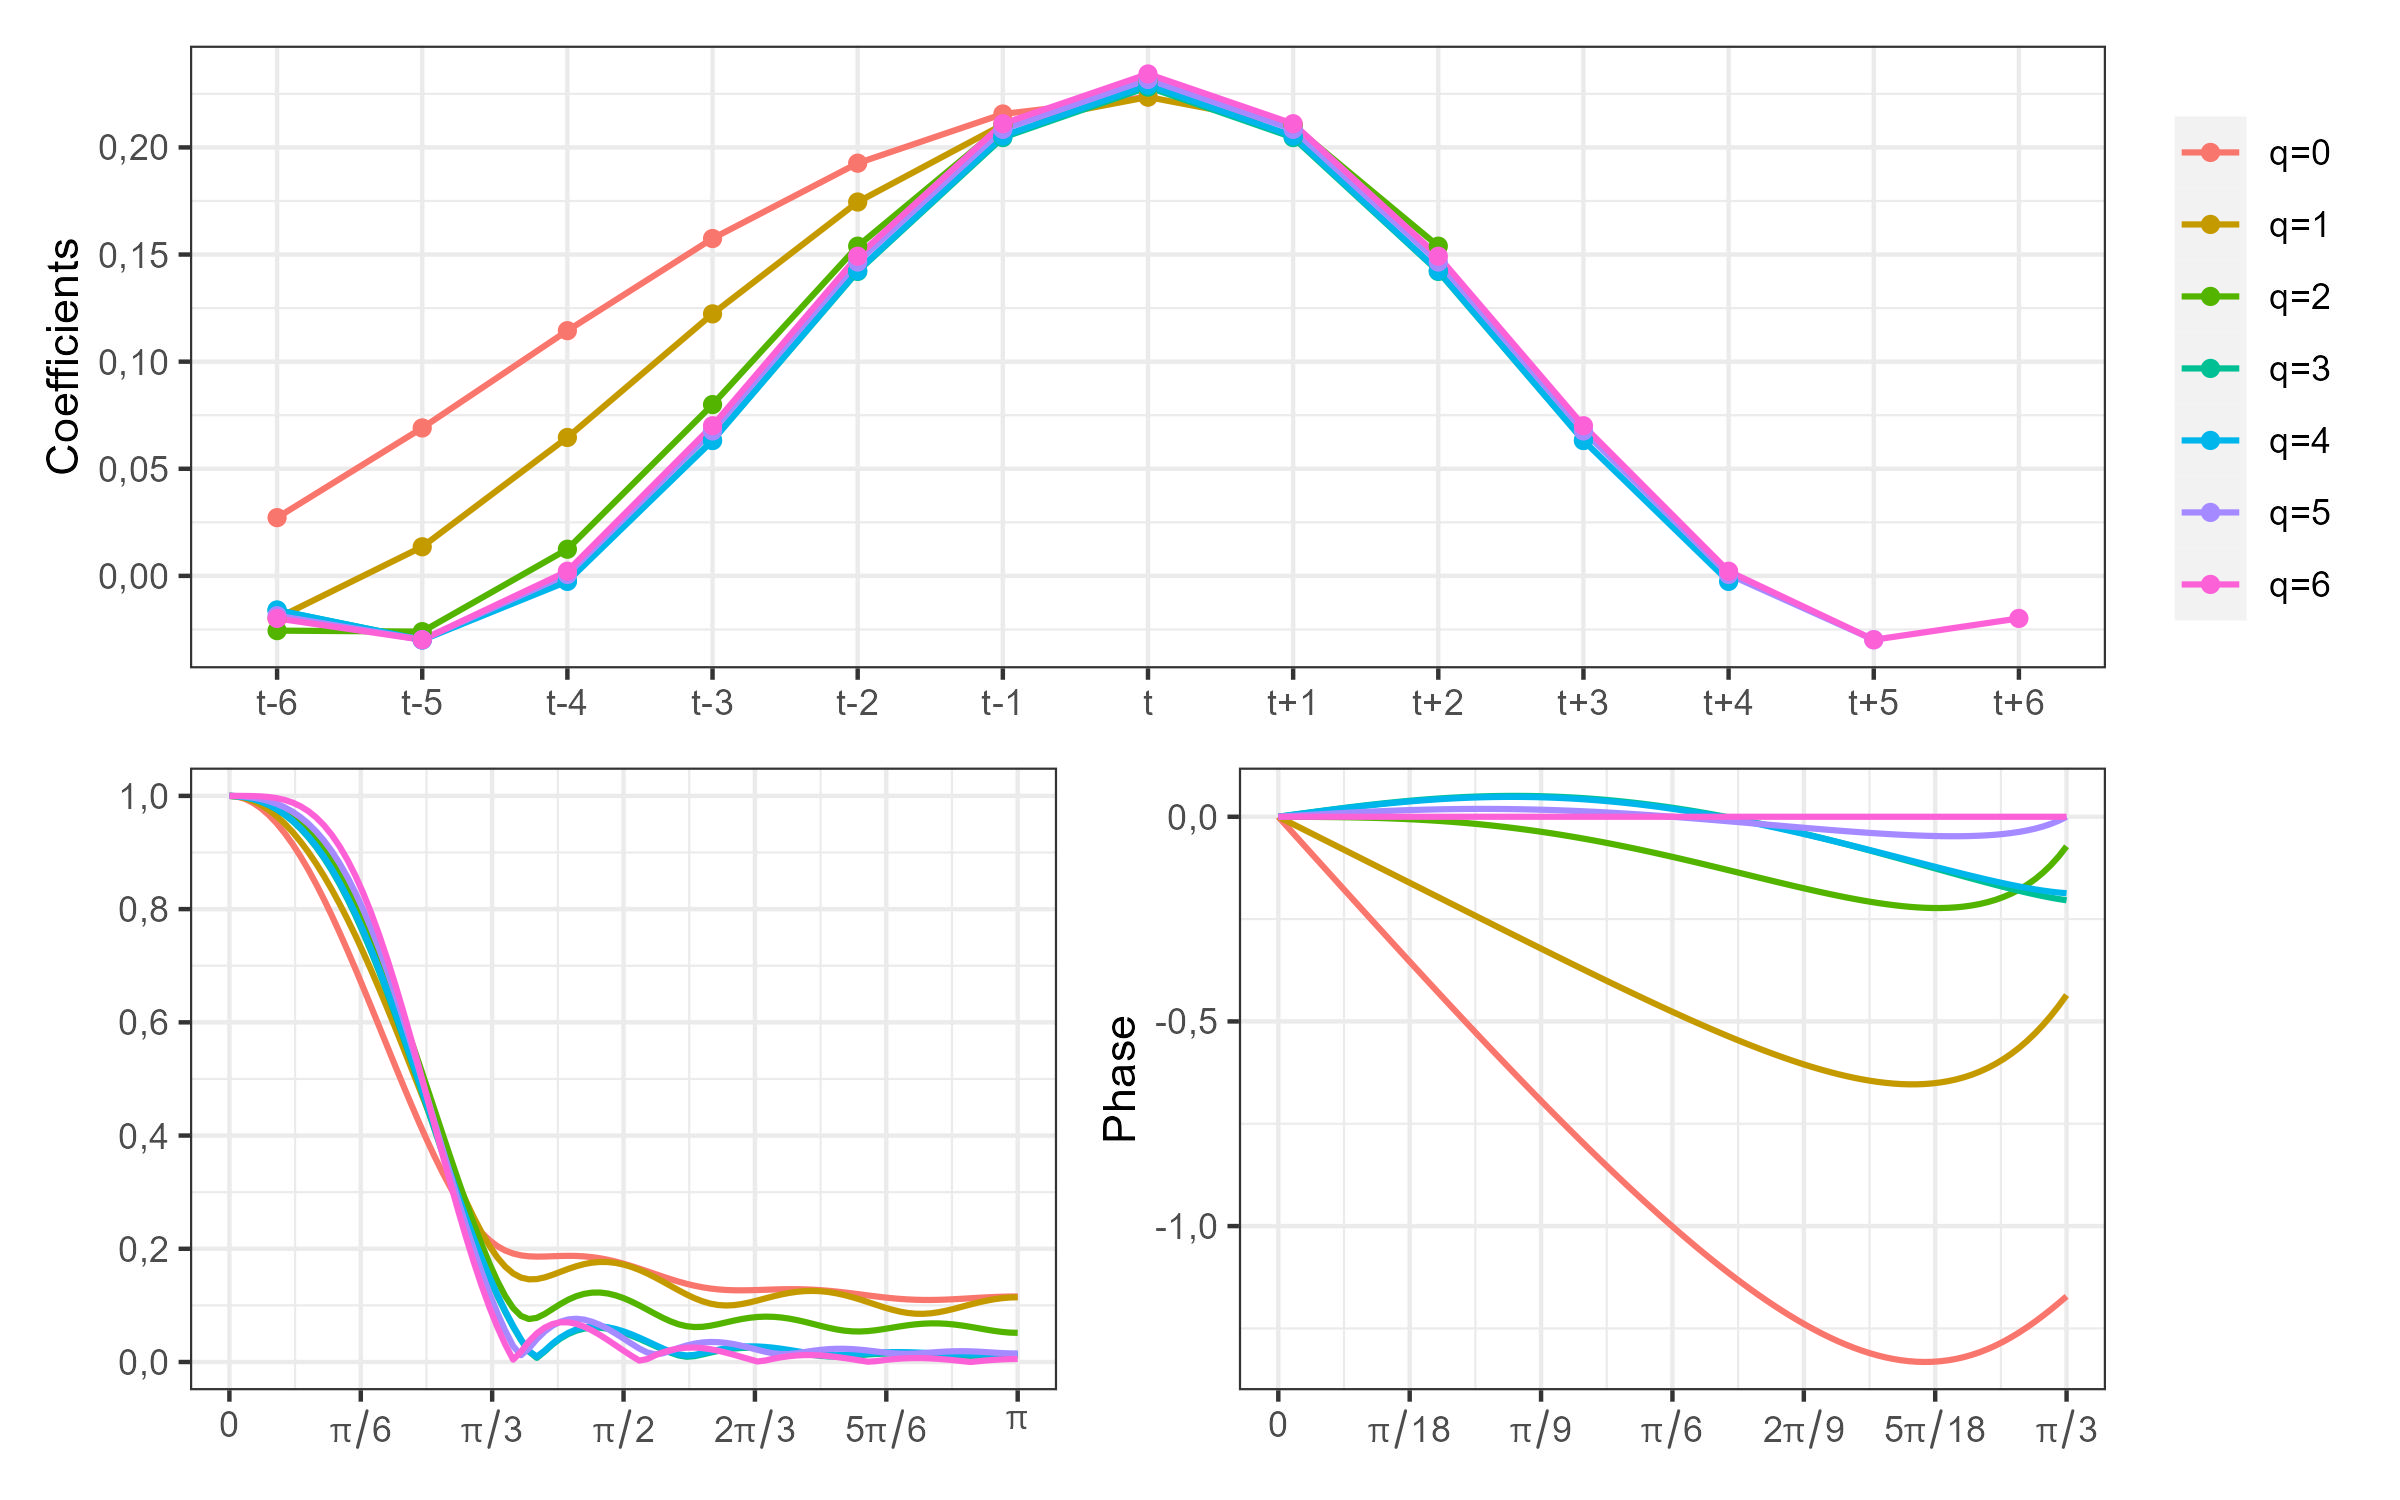 Coefficients
0,20
0,15
0,10
0,05
0,00
t-6 t-5 t-4 t-3 t-2 t-1 t t+1 t+2 t+3 t+4 t+5 t+6
q=0
q=1
q=2
q=3
q=4
q=5
q=6
1,0
0,8
0,6
0,4
0,2
0,0
0 π/6 π/3 π/2 2π/3 5π/6 π
Phase
0,0
-0,5
-1,0
0 π/18 π/9 π/6 2π/9 5π/18 π/3